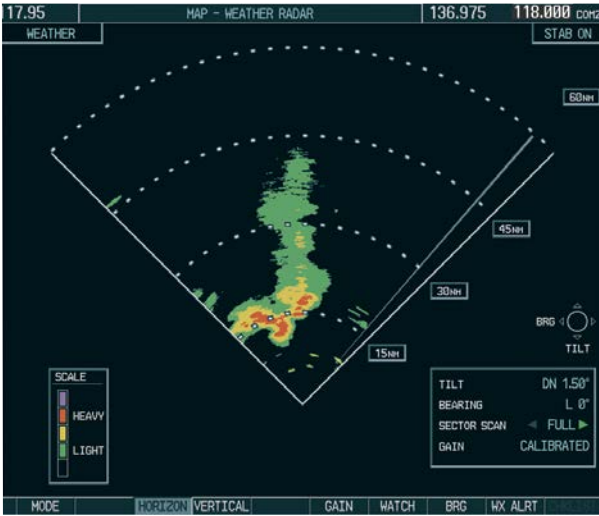 17.95 MAP - WEATHER RADAR 136.975 118.000 COM2
WEATHER STAB ON
60NM
45NM
30NM
15NM
BRG
TILT
SCALE
HEAVY
LIGHT
TILT DN 1.50°
BEARING L 0°
SECTOR SCAN FULL
GAIN CALIBRATED
MODE HORIZON VERTICAL GAIN WATCH BRG WX ALRT